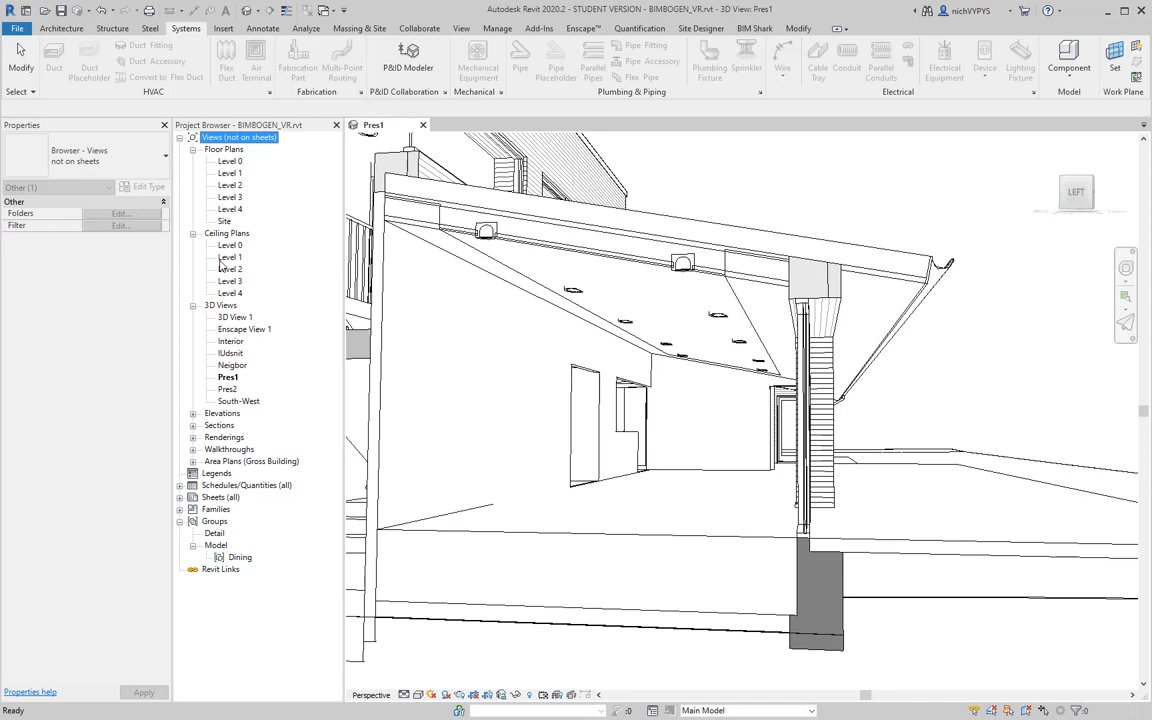 Autodesk Revit 2020.2 - STUDENT VERSION - BIMBOGEN_VR.rvt - 3D View: Pres1
nichVYPYS
File Architecture Structure Steel Systems Insert Annotate Analyze Massing & Site Collaborate View Manage Add-Ins Enscape™ Quantification Site Designer BIM Shark Modify
Modify
Select
Duct
Duct Placeholder
Duct Fitting
Duct Accessory
Convert to Flex Duct
Flex Duct
Air Terminal
HVAC
Fabrication Part
Multi-Point Routing
Fabrication
P&ID Modeler
P&ID Collaboration
Mechanical Equipment
Mechanical
Pipe
Pipe Placeholder
Parallel Pipes
Pipe Fitting
Pipe Accessory
Flex Pipe
Plumbing Fixture
Sprinkler
Plumbing & Piping
Wire
Cable Tray
Conduit
Parallel Conduits
Electrical Equipment
Device
Lighting Fixture
Electrical
Component
Model
Set
Work Plane
Properties
Browser - Views
not on sheets
Other (1)
Edit Type
Other
Folders Edit...
Filter Edit...
Properties help
Apply
Project Browser - BIMBOGEN_VR.rvt
Views (not on sheets)
Floor Plans
Level 0
Level 1
Level 2
Level 3
Level 4
Site
Ceiling Plans
Level 0
Level 1
Level 2
Level 3
Level 4
3D Views
3D View 1
Enscape View 1
Interior
IUdsnit
Neigbor
Pres1
Pres2
South-West
Elevations
Sections
Renderings
Walkthroughs
Area Plans (Gross Building)
Legends
Schedules/Quantities (all)
Sheets (all)
Families
Groups
Detail
Model
Dining
Revit Links
Pres1
LEFT
Perspective
Ready
:0
Main Model
:0